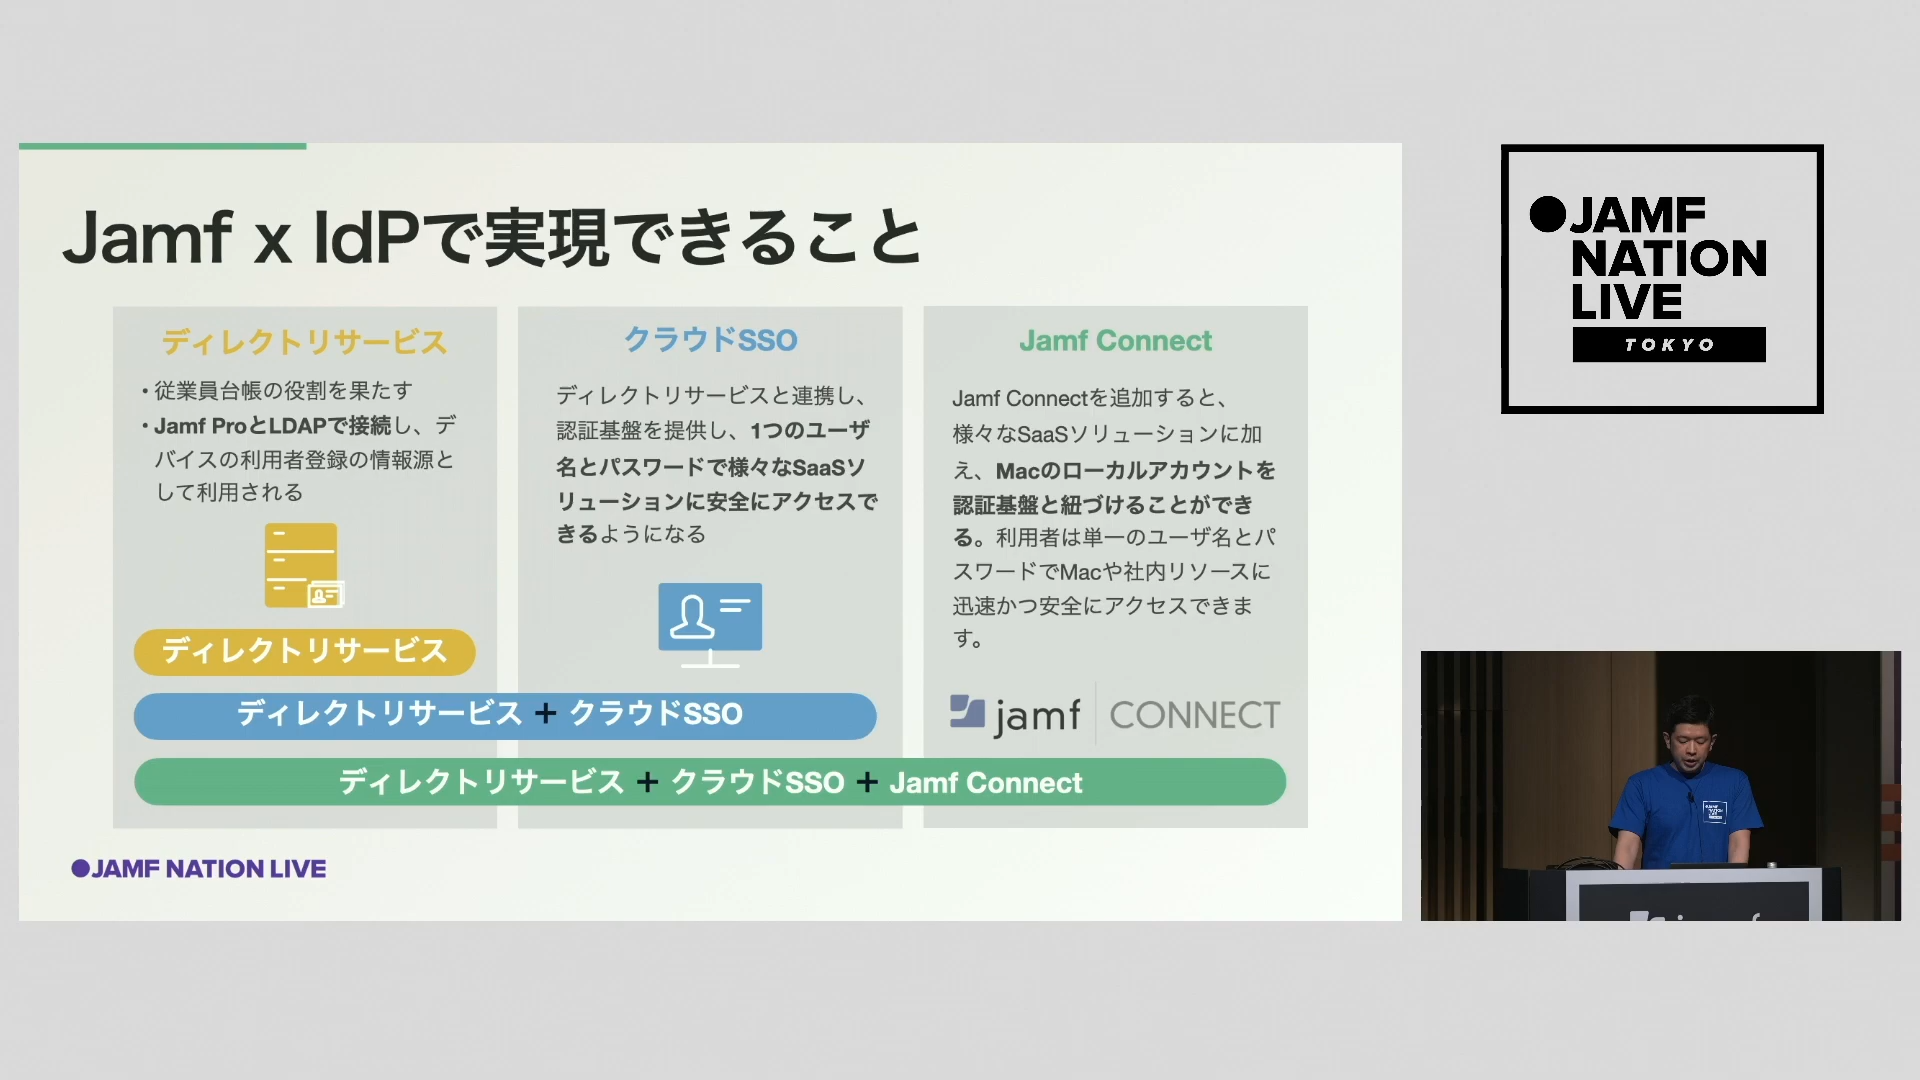 Jamf x IdPで実現できること
ディレクトリサービス
・従業員台帳の役割を果たす
・Jamf ProとLDAPで接続し、デ
バイスの利用者登録の情報源と
して利用される
ディレクトリサービス
クラウドSSO
ディレクトリサービスと連携し、
認証基盤を提供し、1つのユーザ
名とパスワードで様々なSaaSソ
リューションに安全にアクセスで
きるようになる
ディレクトリサービス + クラウドSSO
Jamf Connect
Jamf Connectを追加すると、
様々なSaaSソリューションに加
え、Macのローカルアカウントを
認証基盤と紐づけることができ
る。利用者は単一のユーザ名とパ
スワードでMacや社内リソースに
迅速かつ安全にアクセスできま
す。
jamf CONNECT
ディレクトリサービス + クラウドSSO + Jamf Connect
JAMF NATION LIVE
JAMF
NATION
LIVE
TOKYO